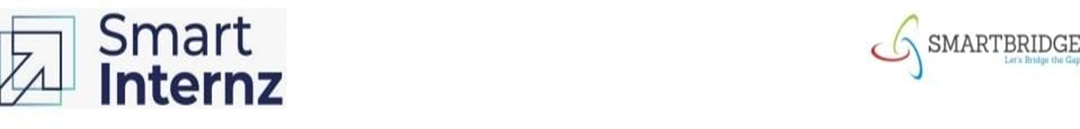 Smart
Internz
SMARTBRIDGE
Let's Bridge the Gap